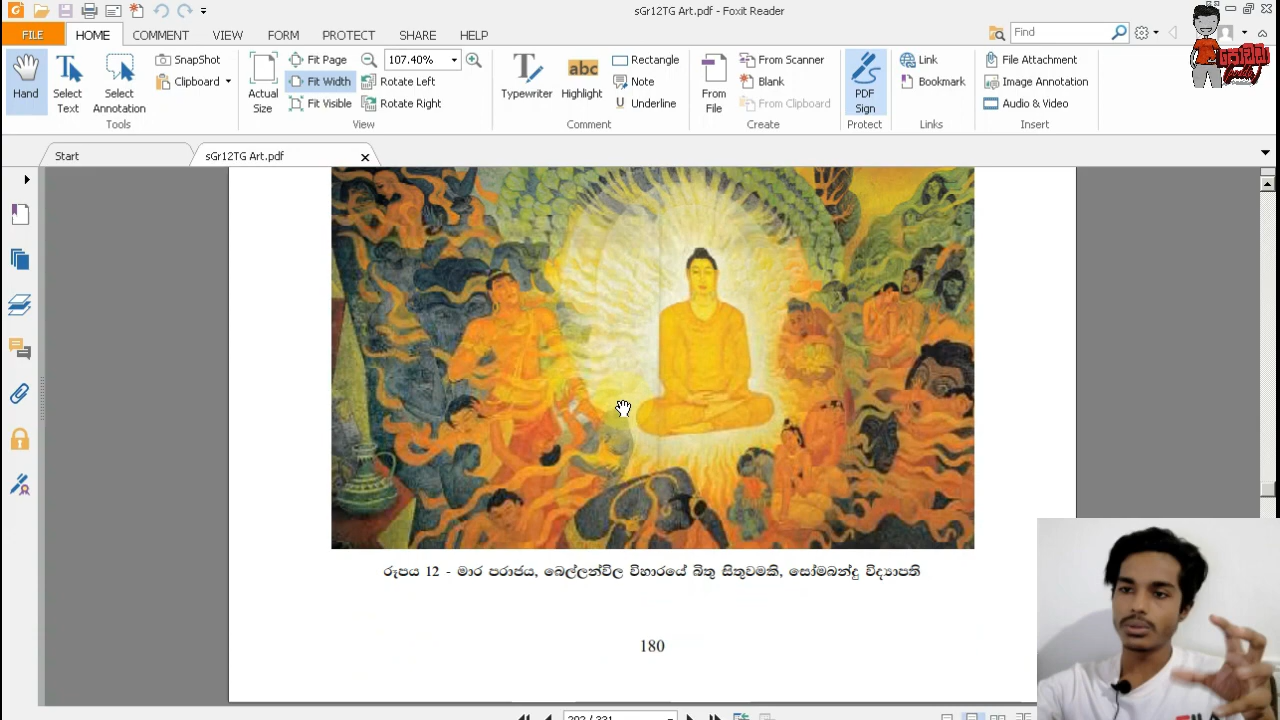 sGr12TG Art.pdf - Foxit Reader
FILE HOME COMMENT VIEW FORM PROTECT SHARE HELP Find
Hand
Select Text
Select Annotation
SnapShot
Clipboard
Tools
Actual Size
Fit Page
Fit Width
Fit Visible
107.40%
Rotate Left
Rotate Right
View
Typewriter
Highlight
Rectangle
Note
Underline
Comment
From File
From Scanner
Blank
From Clipboard
Create
PDF Sign
Protect
Link
Bookmark
Links
File Attachment
Image Annotation
Audio & Video
Insert
Start sGr12TG Art.pdf
රූපය 12 - මාර පරාජය, බෙල්ලන්විල විහාරයේ බිතු සිතුවමකි, සෝමබන්දු විද්‍යාපති
180